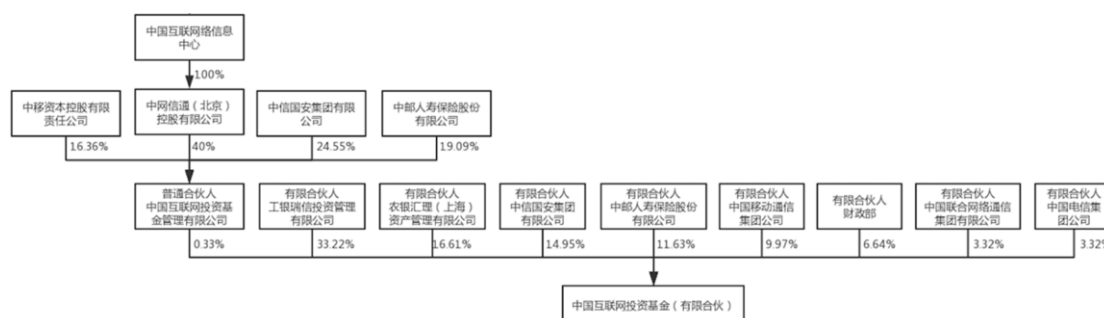 中国互联网络信息
中心
100%
中移资本控股有限
责任公司
中网信通（北京）
控股有限公司
中信国安集团有限
公司
中邮人寿保险股份
有限公司
16.36%
40%
24.55%
19.09%
普通合伙人
中国互联网投资基
金管理有限公司
有限合伙人
工银瑞信投资管理
有限公司
有限合伙人
农银汇理（上海）
资产管理有限公司
有限合伙人
中信国安集团
有限公司
有限合伙人
中邮人寿保险股份
有限公司
有限合伙人
中国移动通信
集团公司
有限合伙人
财政部
有限合伙人
中国联合网络通信
集团有限公司
有限合伙人
中国电信集
团公司
0.33%
33.22%
16.61%
14.95%
11.63%
9.97%
6.64%
3.32%
3.32%
中国互联网投资基金（有限合伙）